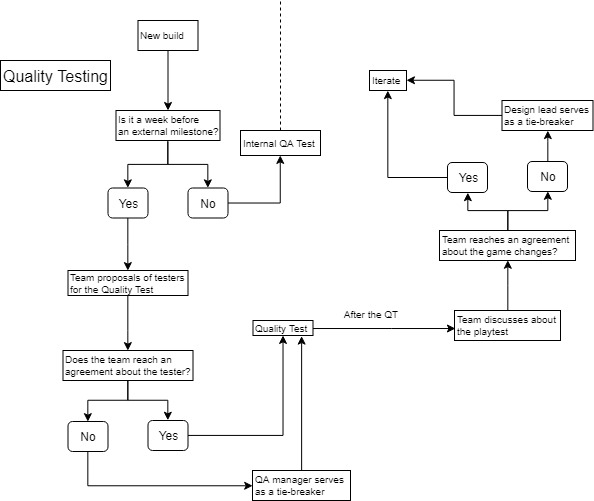 Quality Testing
New build
Is it a week before
an external milestone?
Yes
No
Internal QA Test
Team proposals of testers
for the Quality Test
Does the team reach an
agreement about the tester?
No
Yes
QA manager serves
as a tie-breaker
Quality Test
After the QT
Team discusses about
the playtest
Team reaches an agreement
about the game changes?
Yes
No
Design lead serves
as a tie-breaker
Iterate